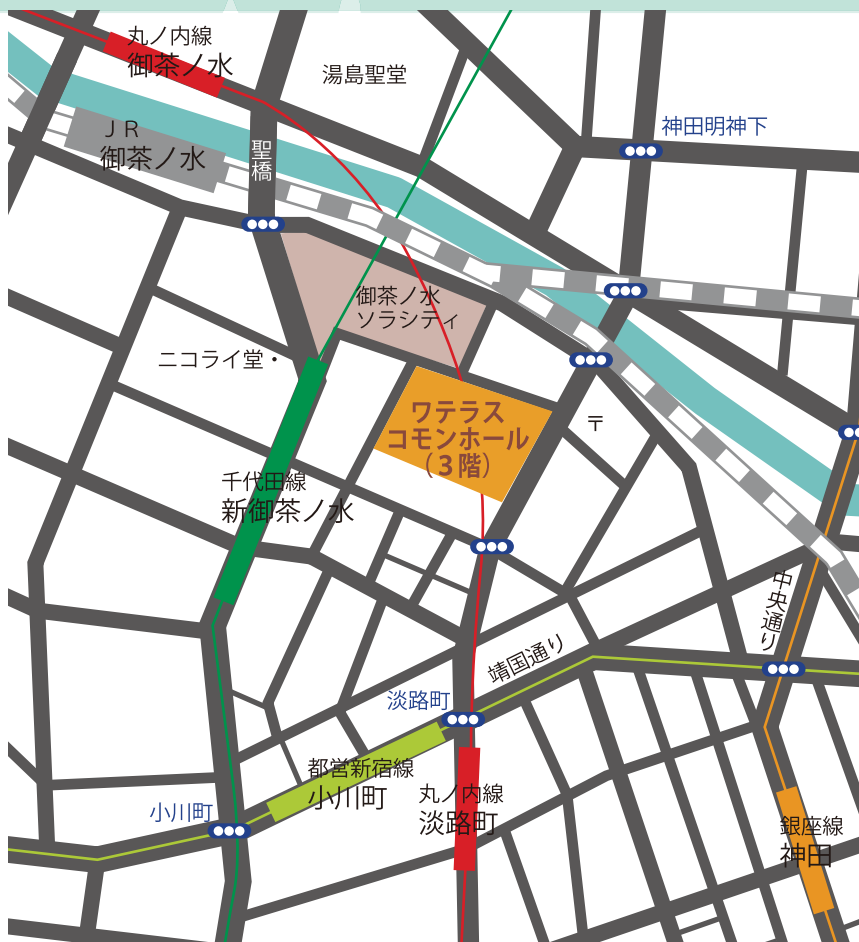 丸ノ内線
御茶ノ水
湯島聖堂
神田明神下
ＪＲ
御茶ノ水
聖橋
御茶ノ水
ソラシティ
ニコライ堂・
ワテラス
コモンホール
（３階）
〒
千代田線
新御茶ノ水
中央通り
靖国通り
淡路町
都営新宿線
小川町
丸ノ内線
淡路町
小川町
銀座線
神田